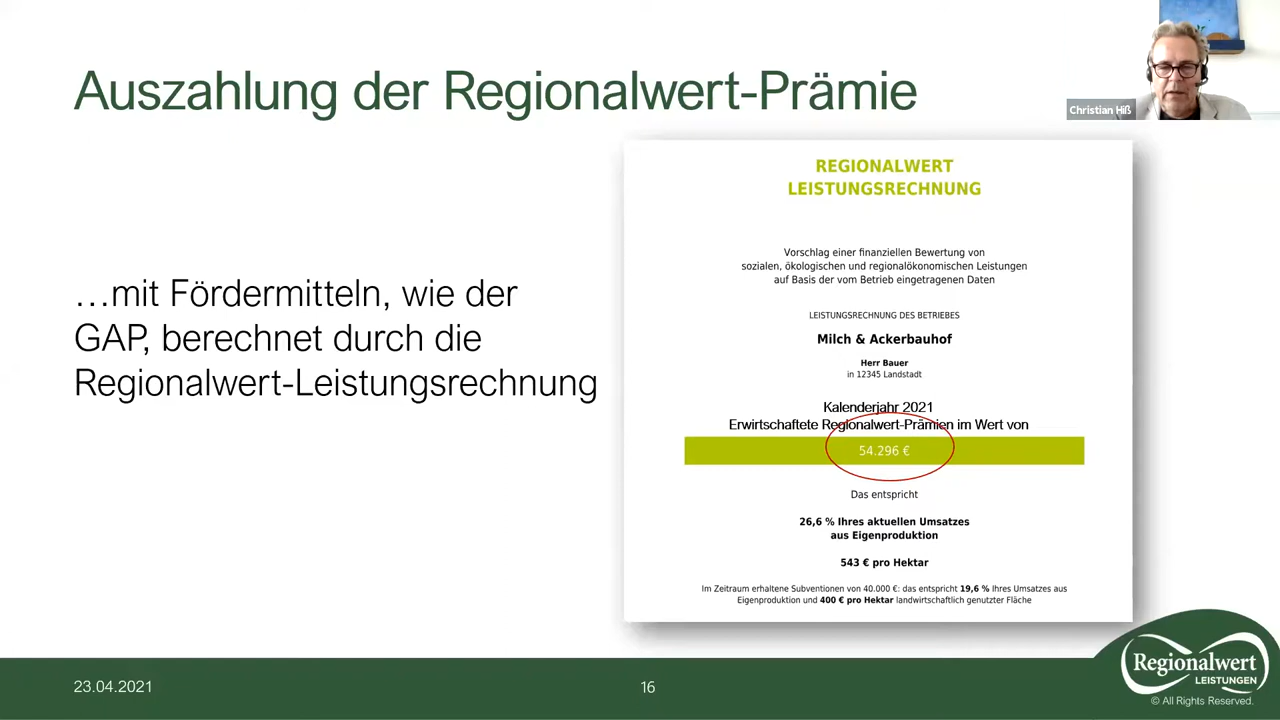 Auszahlung der Regionalwert-Prämie
Christian Hiß
…mit Fördermitteln, wie der
GAP, berechnet durch die
Regionalwert-Leistungsrechnung
REGIONALWERT
LEISTUNGSRECHNUNG
Vorschlag einer finanziellen Bewertung von
sozialen, ökologischen und regionalökonomischen Leistungen
auf Basis der vom Betrieb eingetragenen Daten
LEISTUNGSRECHNUNG DES BETRIEBES
Milch & Ackerbauhof
Herr Bauer
in 12345 Landstadt
Kalenderjahr 2021
Erwirtschaftete Regionalwert-Prämien im Wert von
54.296 €
Das entspricht
26,6 % Ihres aktuellen Umsatzes
aus Eigenproduktion
543 € pro Hektar
Im Zeitraum erhaltene Subventionen von 40.000 €: das entspricht 19,6 % Ihres Umsatzes aus
Eigenproduktion und 400 € pro Hektar landwirtschaftlich genutzter Fläche
23.04.2021
16
Regionalwert
LEISTUNGEN
© All Rights Reserved.